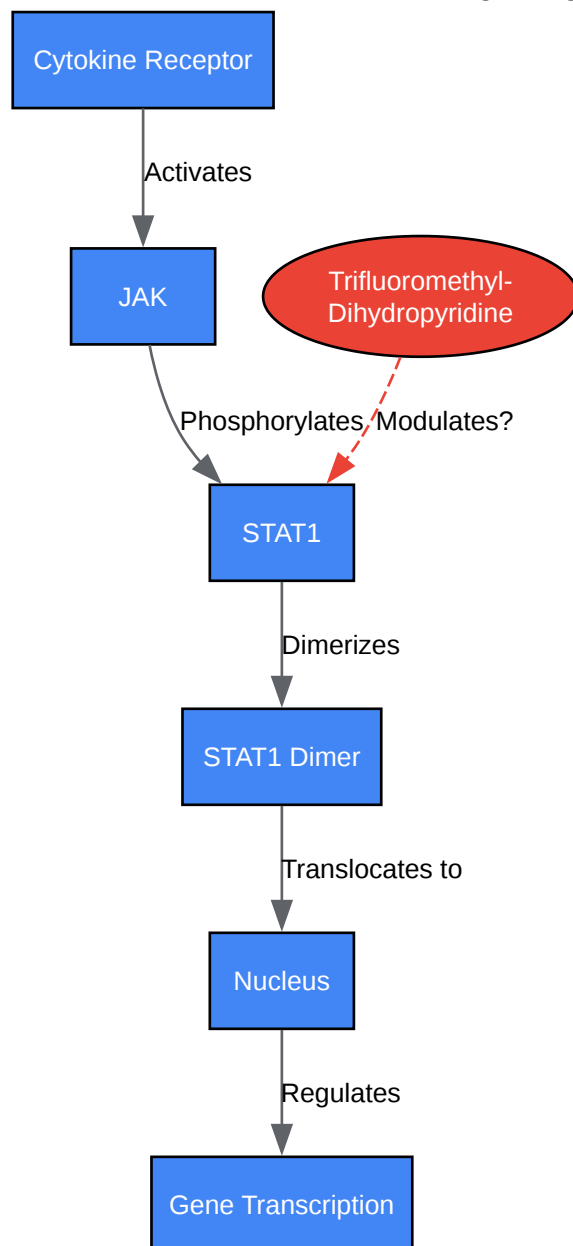 Cytokine Receptor
Activates
JAK
Trifluoromethyl-
Dihydropyridine
Phosphorylates
Modulates?
STAT1
Dimerizes
STAT1 Dimer
Translocates to
Nucleus
Regulates
Gene Transcription